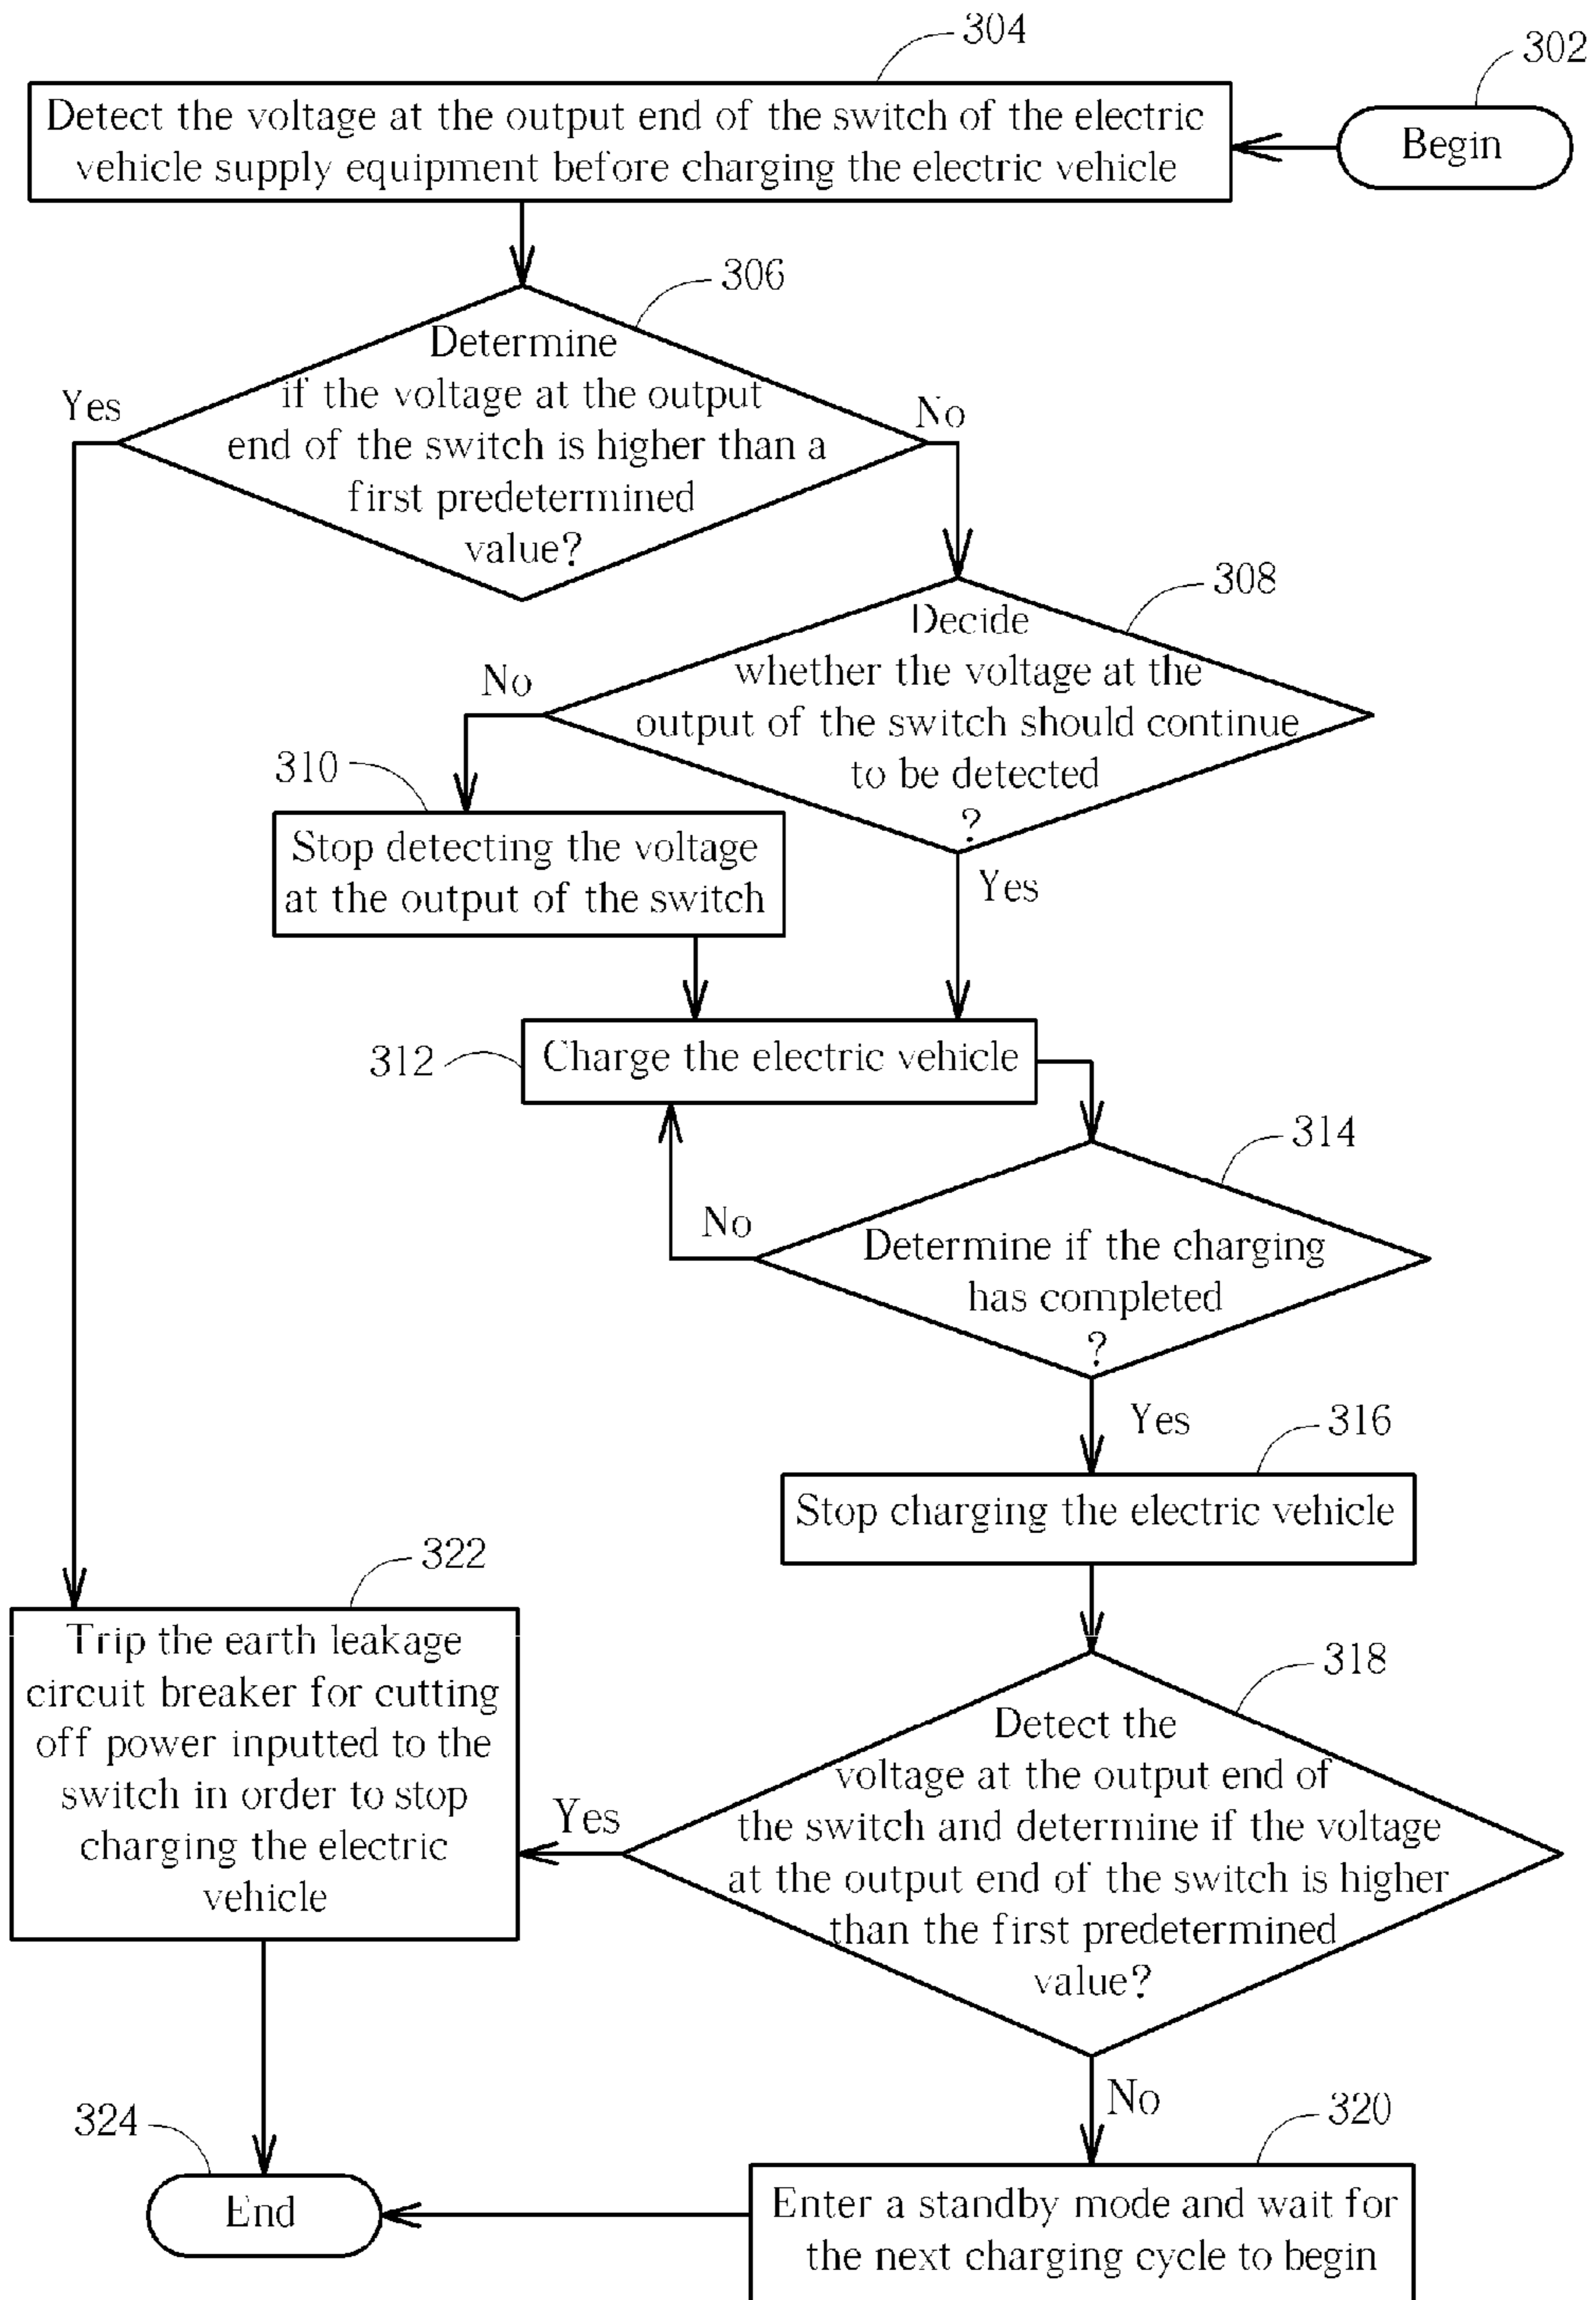 304
302
Begin
Detect the voltage at the output end of the switch of the electric
vehicle supply equipment before charging the electric vehicle
306
Determine
if the voltage at the output
end of the switch is higher than a
first predetermined
value?
Yes
No
308
Decide
whether the voltage at the
output of the switch should continue
to be detected
?
No
Yes
310
Stop detecting the voltage
at the output of the switch
312
Charge the electric vehicle
314
Determine if the charging
has completed
?
No
Yes
316
Stop charging the electric vehicle
322
Trip the earth leakage
circuit breaker for cutting
off power inputted to the
switch in order to stop
charging the electric
vehicle
318
Detect the
voltage at the output end of
the switch and determine if the voltage
at the output end of the switch is higher
than the first predetermined
value?
Yes
No
320
Enter a standby mode and wait for
the next charging cycle to begin
324
End